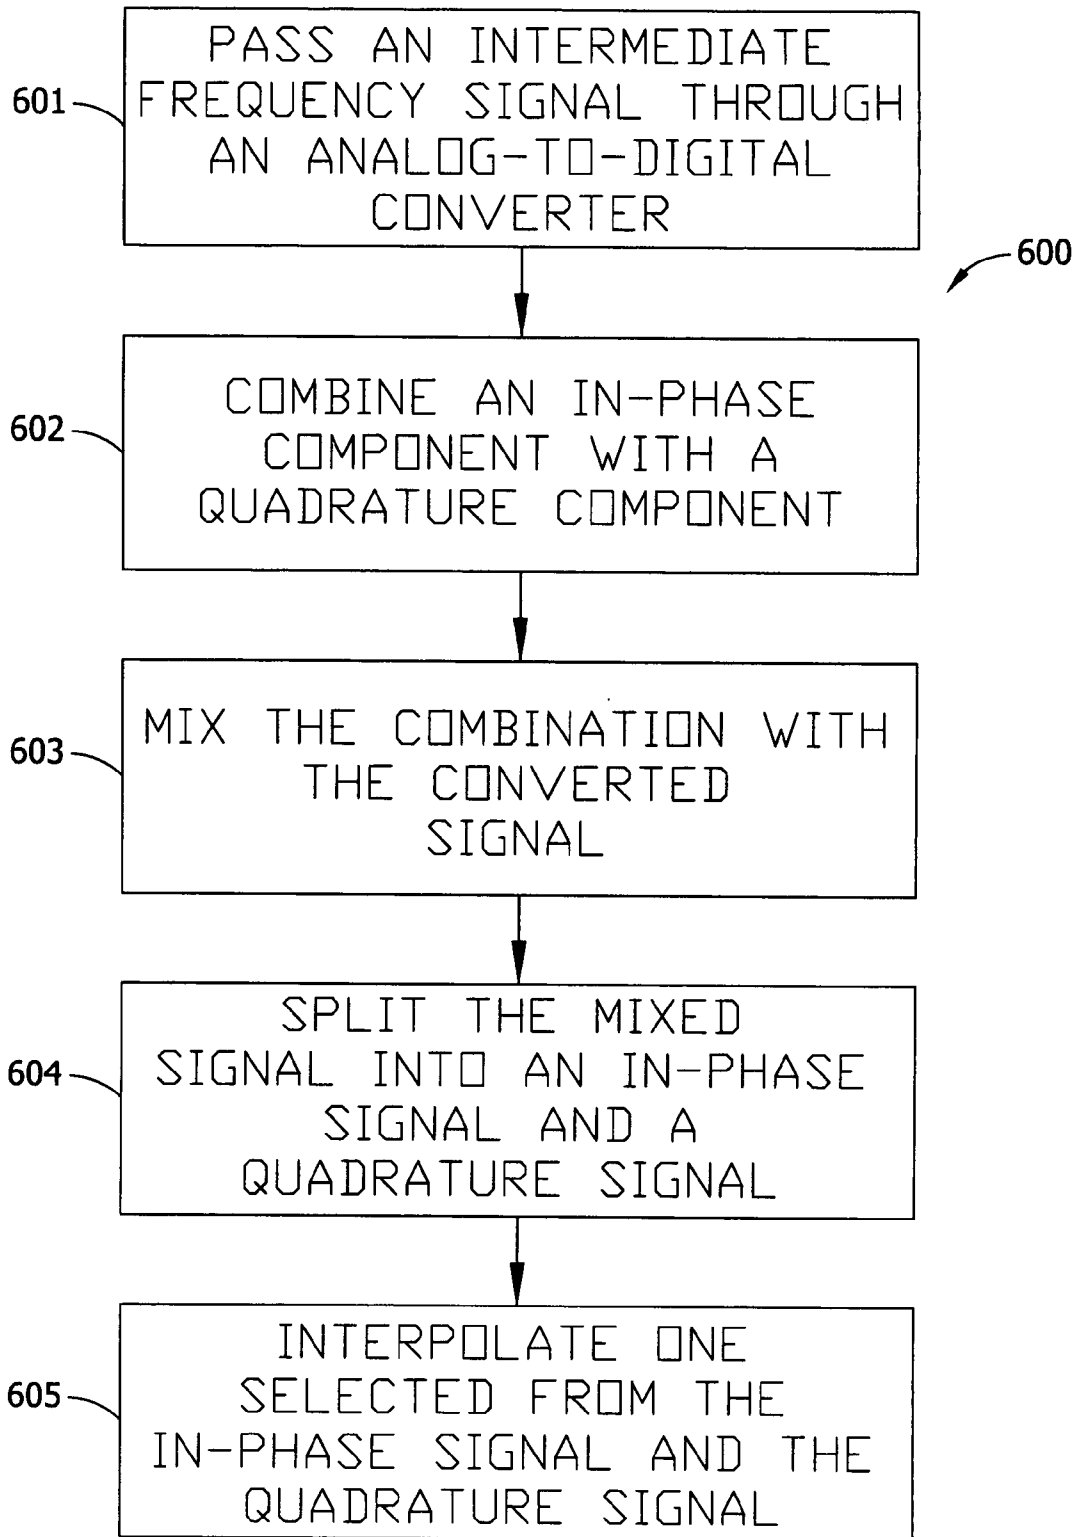 PASS AN INTERMEDIATE
FREQUENCY SIGNAL THROUGH
AN ANALOG-TO-DIGITAL
CONVERTER
601
600
COMBINE AN IN-PHASE
COMPONENT WITH A
QUADRATURE COMPONENT
602
MIX THE COMBINATION WITH
THE CONVERTED
SIGNAL
603
SPLIT THE MIXED
SIGNAL INTO AN IN-PHASE
SIGNAL AND A
QUADRATURE SIGNAL
604
INTERPOLATE ONE
SELECTED FROM THE
IN-PHASE SIGNAL AND THE
QUADRATURE SIGNAL
605